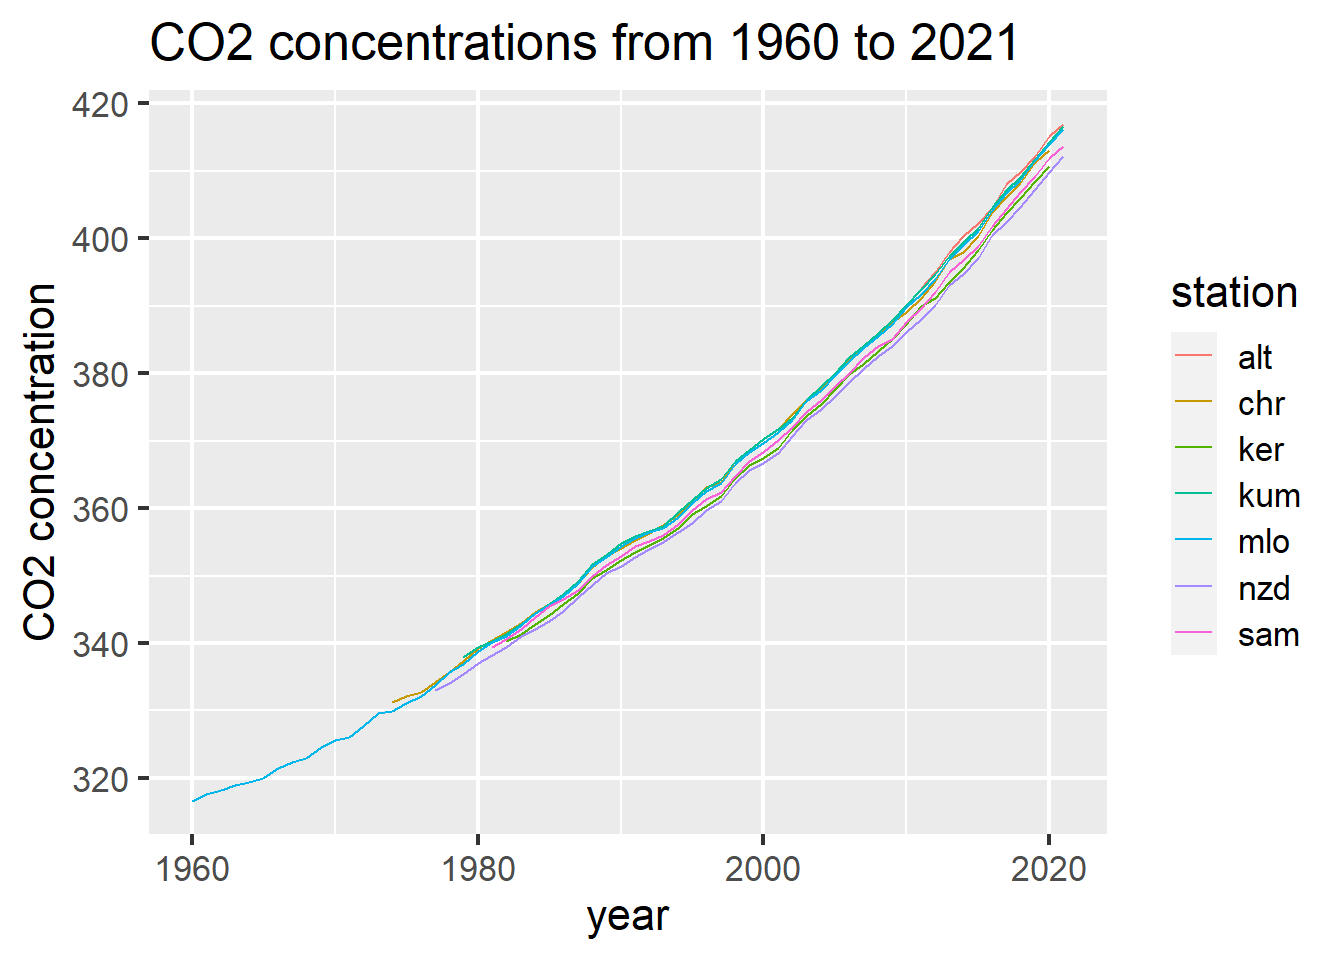 CO2 concentrations from 1960 to 2021
420
400
380
360
340
320
CO2 concentration
1960 1980 2000 2020
year
station
alt
chr
ker
kum
mlo
nzd
sam